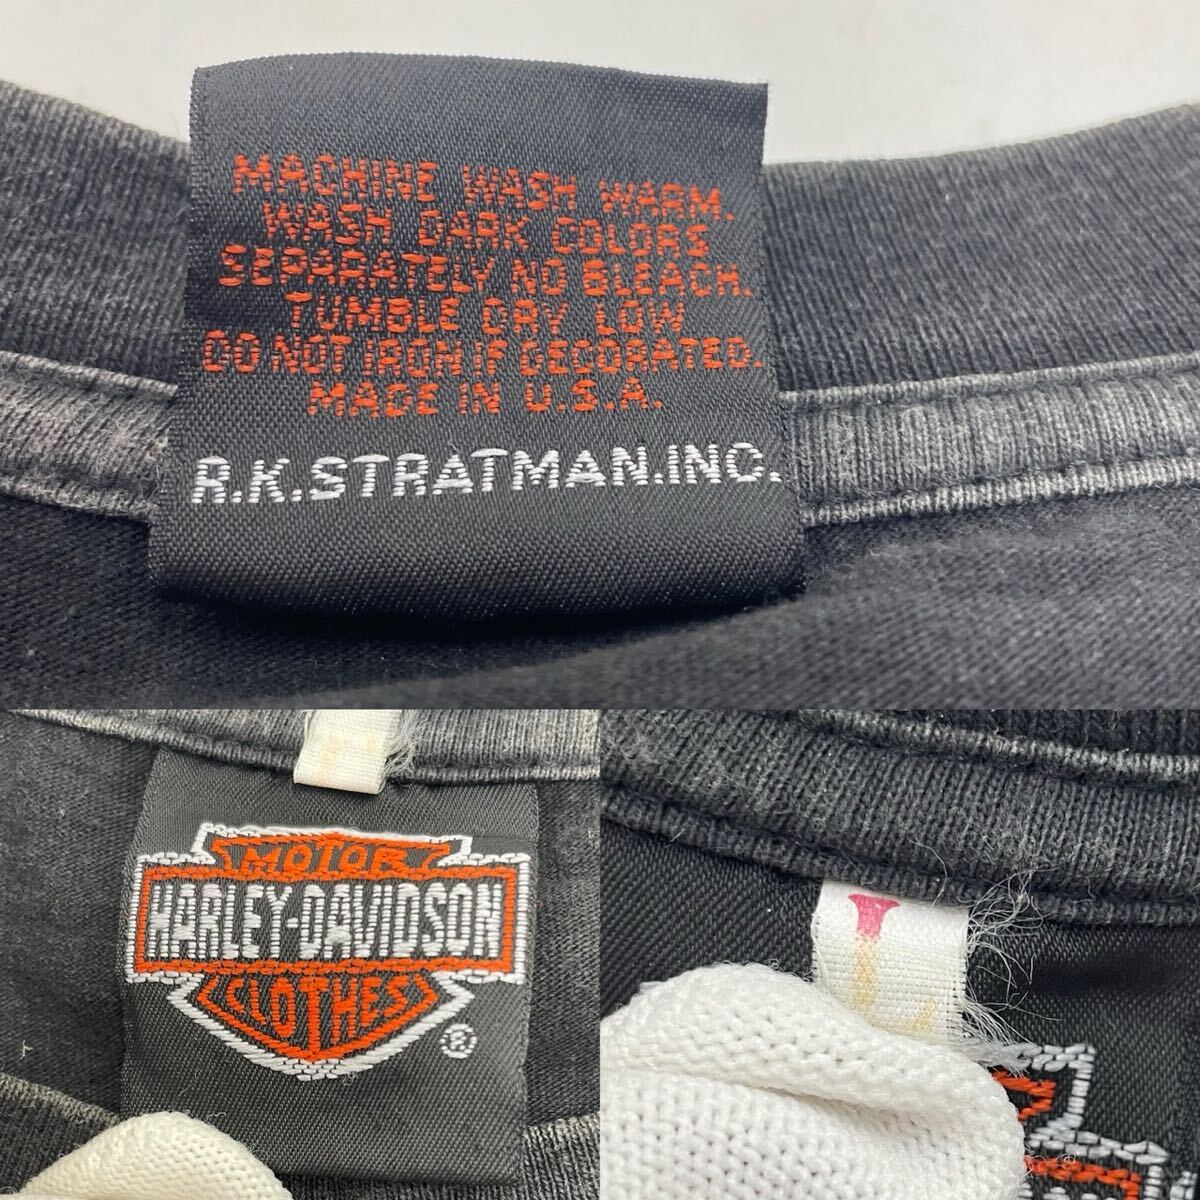 MACHINE WASH WARM.
WASH DARK COLORS
SEPARATELY NO BLEACH.
TUMBLE DRY LOW
DO NOT IRON IF DECORATED.
MADE IN U.S.A.
R.K.STRATMAN.INC.
MOTOR
HARLEY-DAVIDSON
CLOTHES
®